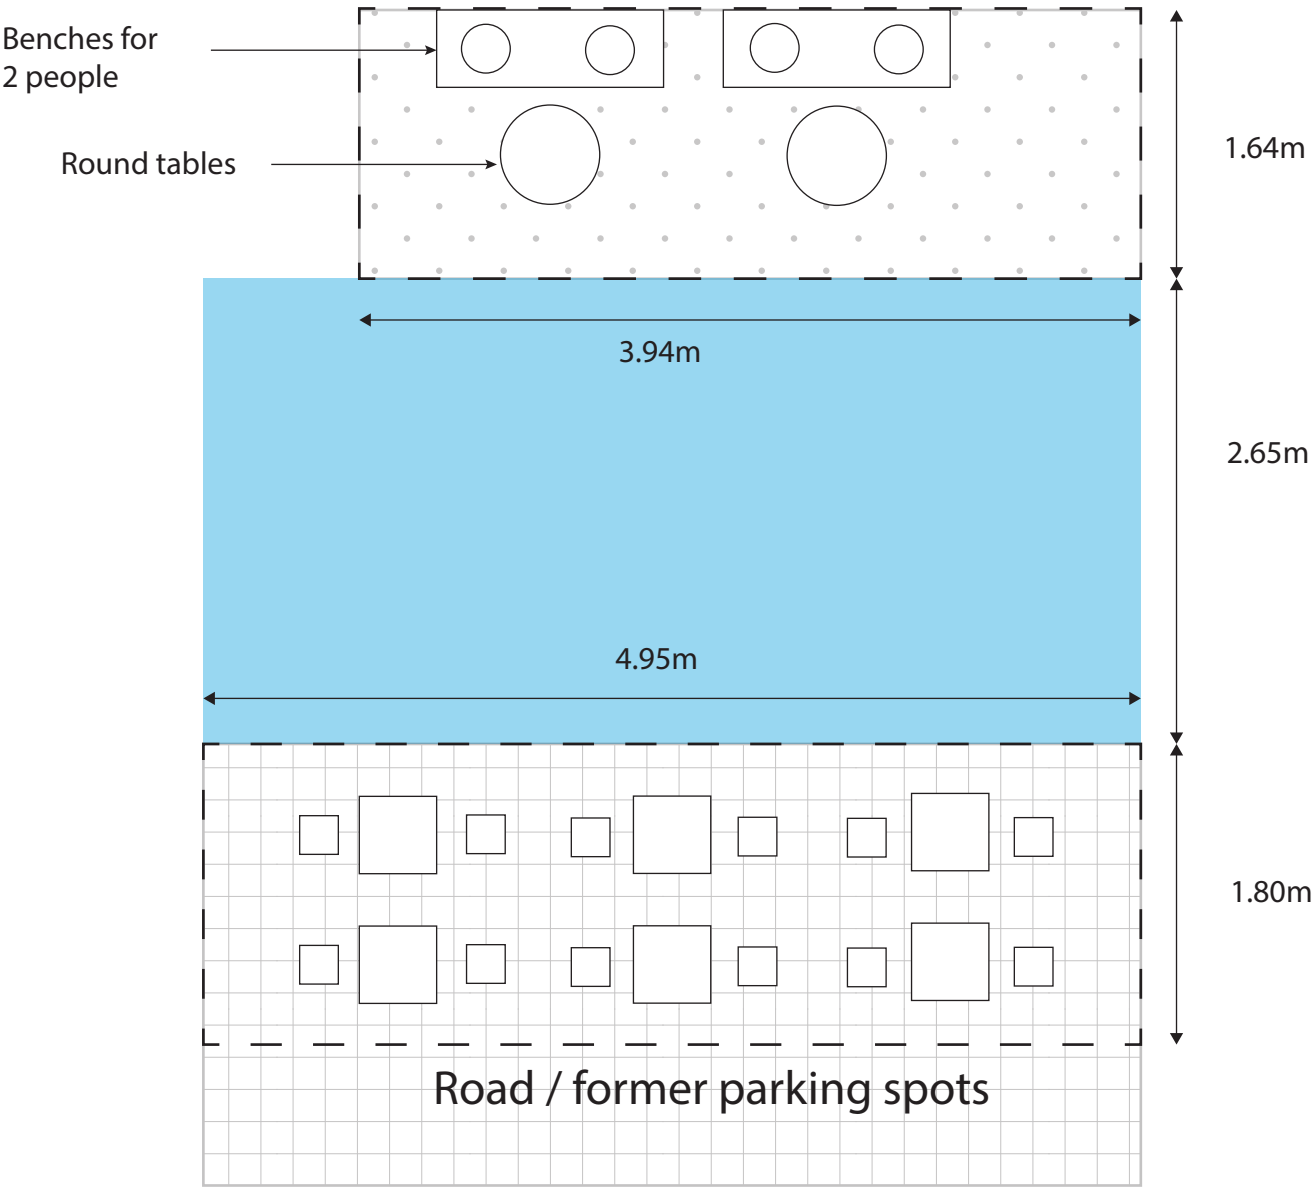 Benches for
2 people
Round tables
1.64m
3.94m
2.65m
4.95m
1.80m
Road / former parking spots